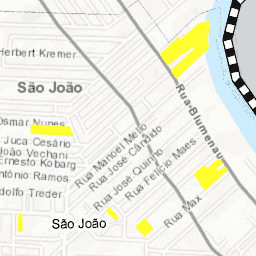 Herbert Kremer
São João
Osmar Nunes
Juca Cesário
João Vechani
Ernesto Kobarg
Antônio Ramos
Adolfo Treder
Rua Manoel Melo
Rua José Cândido
Rua José Quirino
Rua Felício Maes
Rua-Blumenau
Rua Max
São João